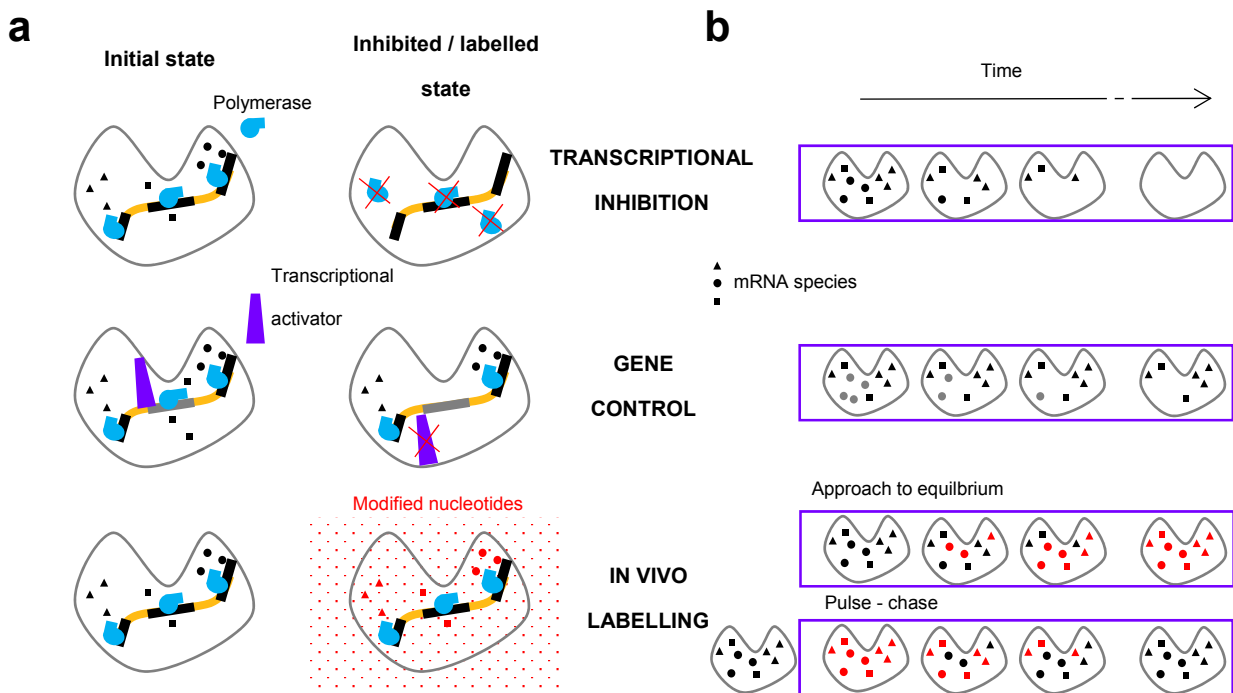 a
Initial state
Inhibited / labelled
state
Polymerase
TRANSCRIPTIONAL
INHIBITION
Transcriptional
activator
GENE
CONTROL
Modified nucleotides
IN VIVO
LABELLING
b
Time
mRNA species
Approach to equilbrium
Pulse - chase